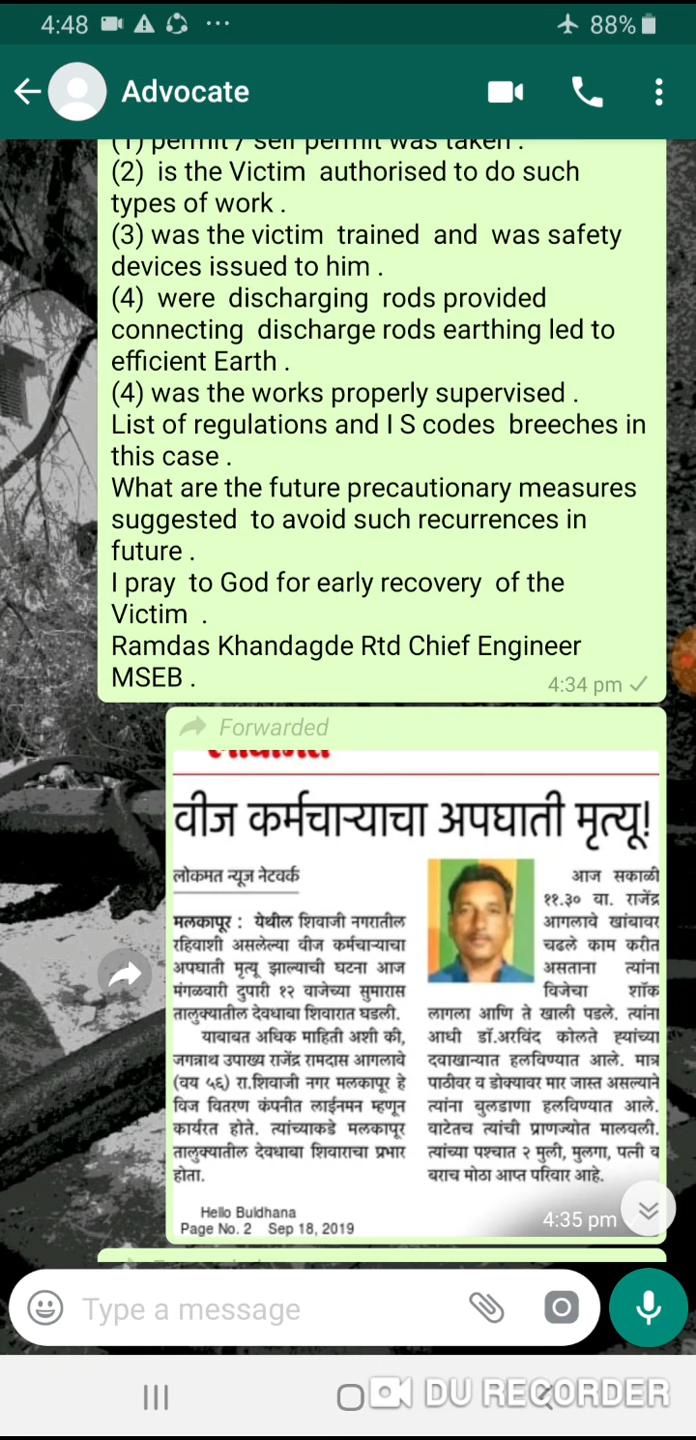 4:48
88%
Advocate
(1) permit / self permit was taken .
(2) is the Victim authorised to do such
types of work .
(3) was the victim trained and was safety
devices issued to him .
(4) were discharging rods provided
connecting discharge rods earthing led to
efficient Earth .
(4) was the works properly supervised .
List of regulations and I S codes breeches in
this case .
What are the future precautionary measures
suggested to avoid such recurrences in
future .
I pray to God for early recovery of the
Victim .
Ramdas Khandagde Rtd Chief Engineer
MSEB .
4:34 pm
Forwarded
वीज कर्मचाऱ्याचा अपघाती मृत्यू!
लोकमत न्यूज नेटवर्क
मलकापूर : येथील शिवाजी नगरातील
रहिवाशी असलेल्या वीज कर्मचाऱ्याचा
अपघाती मृत्यू झाल्याची घटना आज
मंगळवारी दुपारी १२ वाजेच्या सुमारास
तालुक्यातील देवधाबा शिवारात घडली.
याबाबत अधिक माहिती अशी की,
जगन्नाथ उपाख्य राजेंद्र रामदास आगलावे
(वय ५६) रा.शिवाजी नगर मलकापूर हे
विज वितरण कंपनीत लाईनमन म्हणून
कार्यरत होते. त्यांच्याकडे मलकापूर
तालुक्यातील देवधाबा शिवाराचा प्रभार
होता.
आज सकाळी
११.३० वा. राजेंद्र
आगलावे खांबावर
चढले काम करीत
असताना त्यांना
विजेचा शॉक
लागला आणि ते खाली पडले. त्यांना
आधी डॉ.अरविंद कोलते ह्यांच्या
दवाखान्यात हलविण्यात आले. मात्र
पाठीवर व डोक्यावर मार जास्त असल्याने
त्यांना बुलडाणा हलविण्यात आले.
वाटेतच त्यांची प्राणज्योत मालवली.
त्यांच्या पश्चात २ मुली, मुलगा, पत्नी व
बराच मोठा आप्त परिवार आहे.
Hello Buldhana
Page No. 2 Sep 18, 2019
4:35 pm
Type a message
DU RECORDER